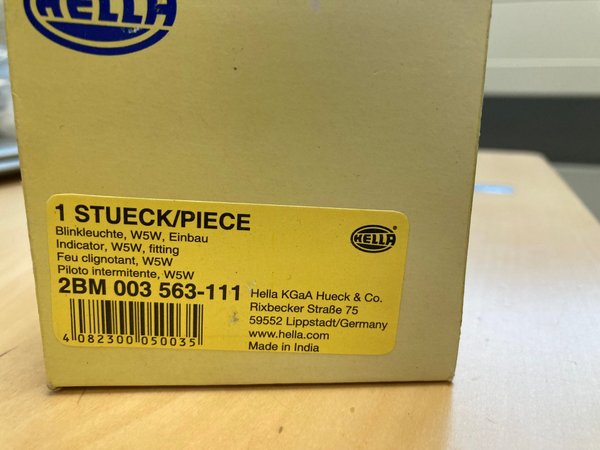 HELLA
1 STUECK/PIECE
Blinkleuchte, W5W, Einbau
Indicator, W5W, fitting
Feu clignotant, W5W
Piloto intermitente, W5W
HELLA
2BM 003 563-111
4 082300 050035
Hella KGaA Hueck & Co.
Rixbecker Straße 75
59552 Lippstadt/Germany
www.hella.com
Made in India